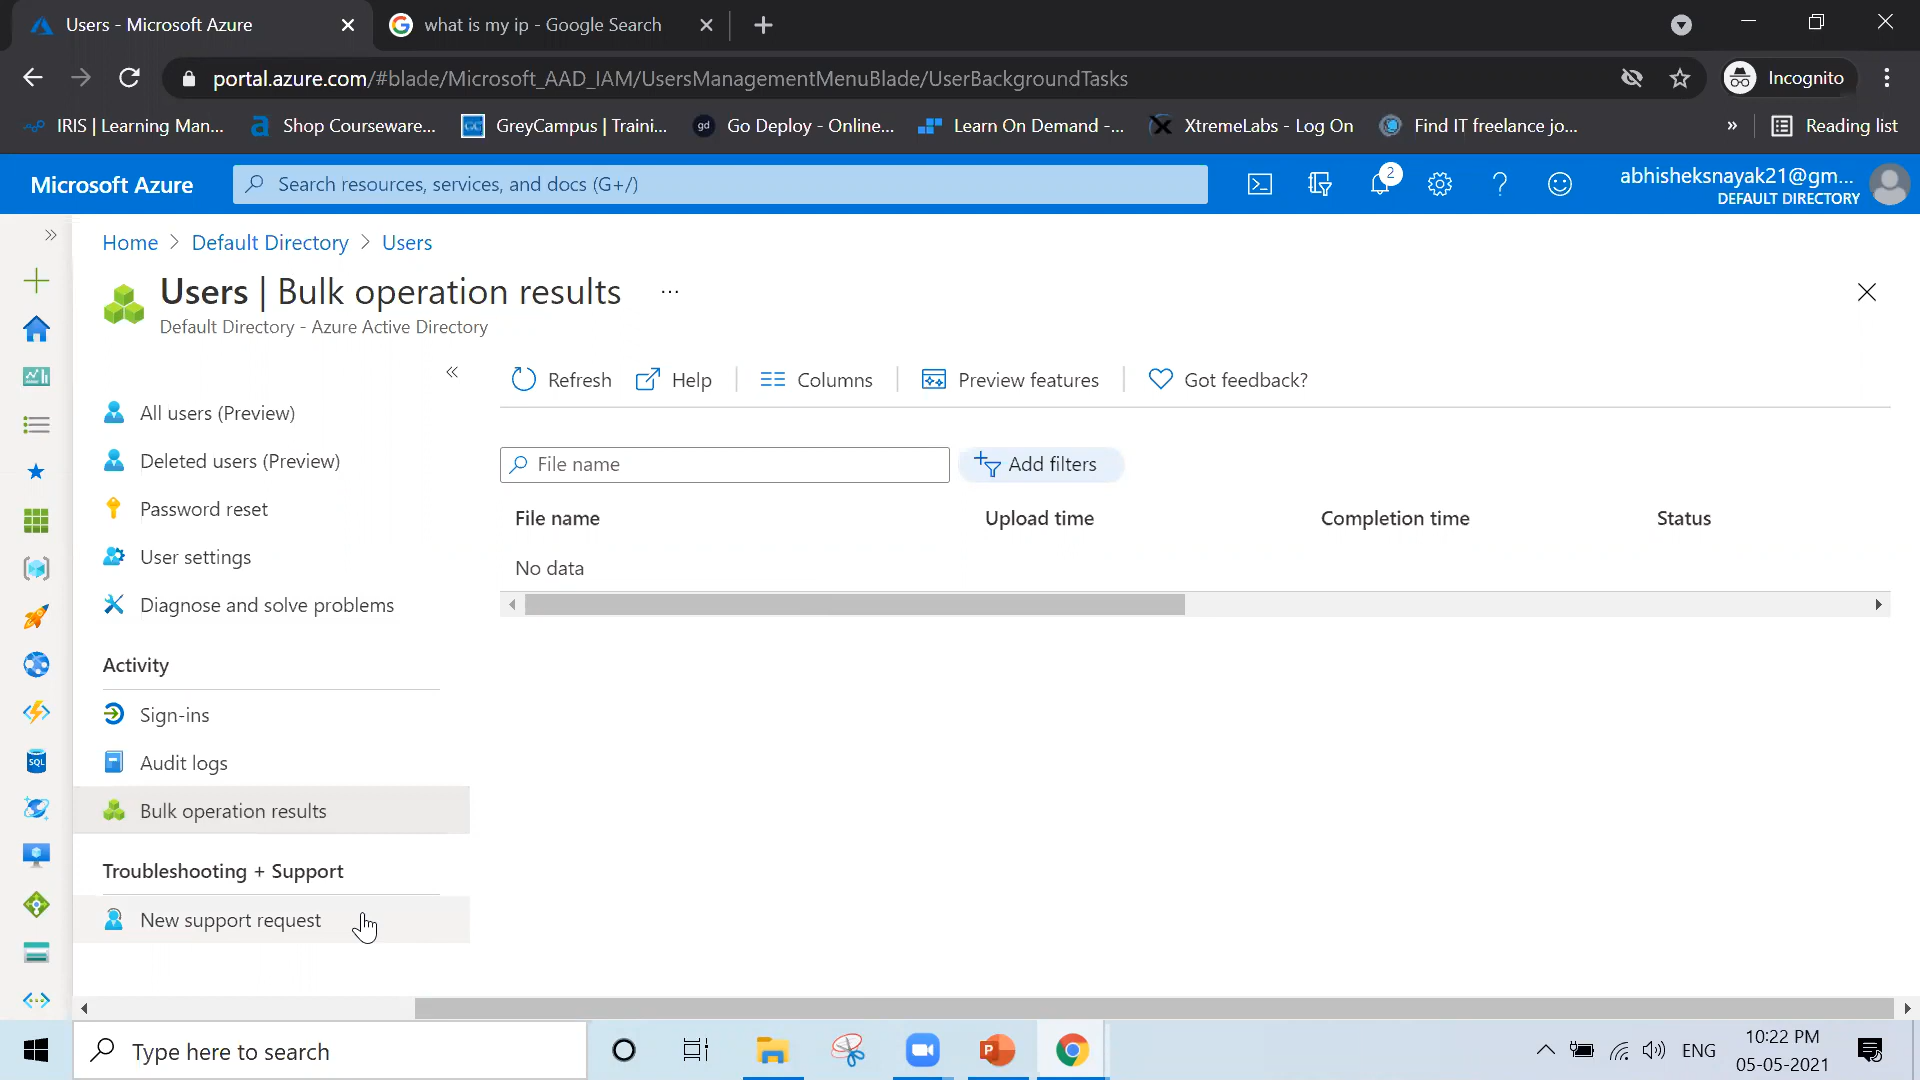 Users - Microsoft Azure
what is my ip - Google Search
portal.azure.com/#blade/Microsoft_AAD_IAM/UsersManagementMenuBlade/UserBackgroundTasks
Incognito
IRIS | Learning Man...
Shop Courseware...
GC
GreyCampus | Traini...
gd
Go Deploy - Online...
Learn On Demand -...
XtremeLabs - Log On
Find IT freelance jo...
»
Reading list
Microsoft Azure
Search resources, services, and docs (G+/)
2
abhisheksnayak21@gm...
DEFAULT DIRECTORY
Home > Default Directory > Users
Users | Bulk operation results ...
Default Directory - Azure Active Directory
Refresh
Help
Columns
Preview features
Got feedback?
All users (Preview)
Deleted users (Preview)
Password reset
User settings
Diagnose and solve problems
Activity
Sign-ins
Audit logs
Bulk operation results
Troubleshooting + Support
New support request
File name
Add filters
File name
Upload time
Completion time
Status
No data
SQL
Type here to search
P
ENG
10:22 PM
05-05-2021